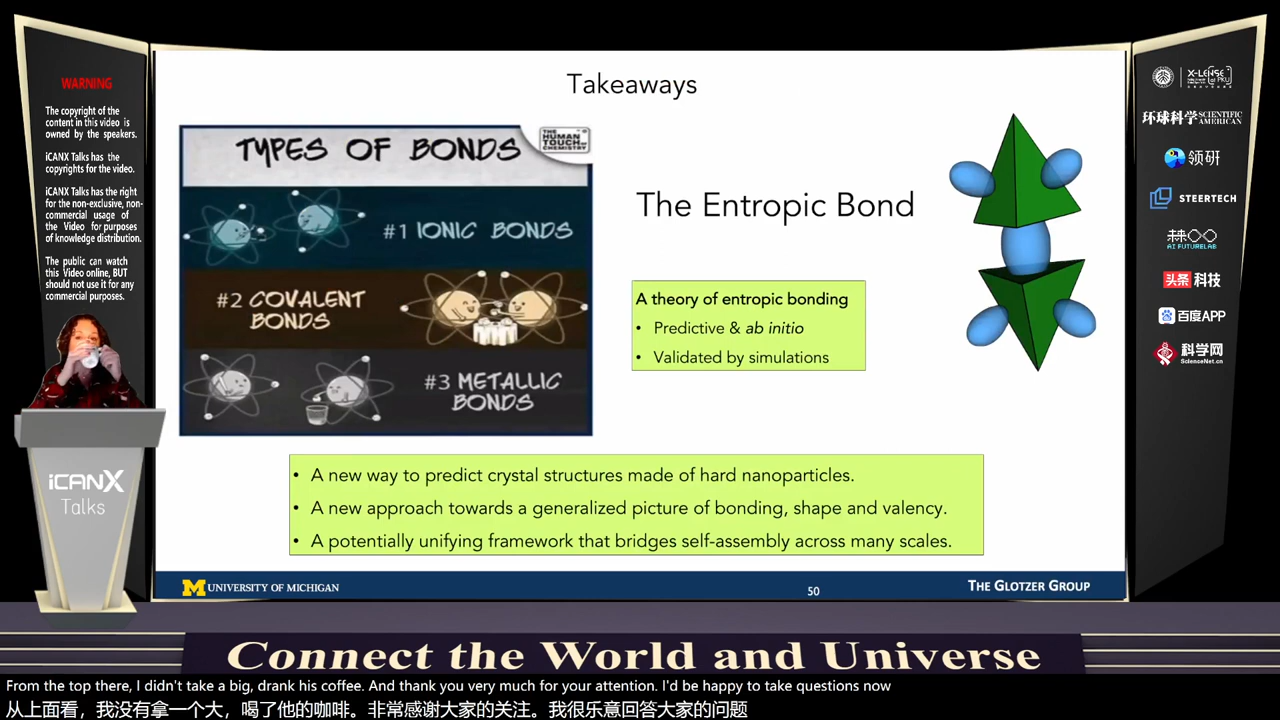 WARNING
The copyright of the
content in this video is
owned by the speakers.
iCANX Talks has the
copyrights for the video.
iCANX Talks has the right
for the non-exclusive, non-
commercial usage of
the Video for purposes
of knowledge distribution.
The public can watch
this Video online, BUT
should not use it for any
commercial purposes.
iCANX
Talks
Takeaways
TYPES OF BONDS
THE
HUMAN
TOUCH OF
CHEMISTRY
#1 IONIC BONDS
#2 COVALENT
BONDS
#3 METALLIC
BONDS
The Entropic Bond
A theory of entropic bonding
• Predictive & ab initio
• Validated by simulations
• A new way to predict crystal structures made of hard nanoparticles.
• A new approach towards a generalized picture of bonding, shape and valency.
• A potentially unifying framework that bridges self-assembly across many scales.
M UNIVERSITY OF MICHIGAN
50
THE GLOTZER GROUP
X-LENSE
环球科学 SCIENTIFIC AMERICAN
领研
STEERTECH
AI FUTURELAB
头条 科技
百度APP
科学网
ScienceNet.cn
Connect the World and Universe
From the top there, I didn't take a big, drank his coffee. And thank you very much for your attention. I'd be happy to take questions now
从上面看，我没有拿一个大，喝了他的咖啡。非常感谢大家的关注。我很乐意回答大家的问题